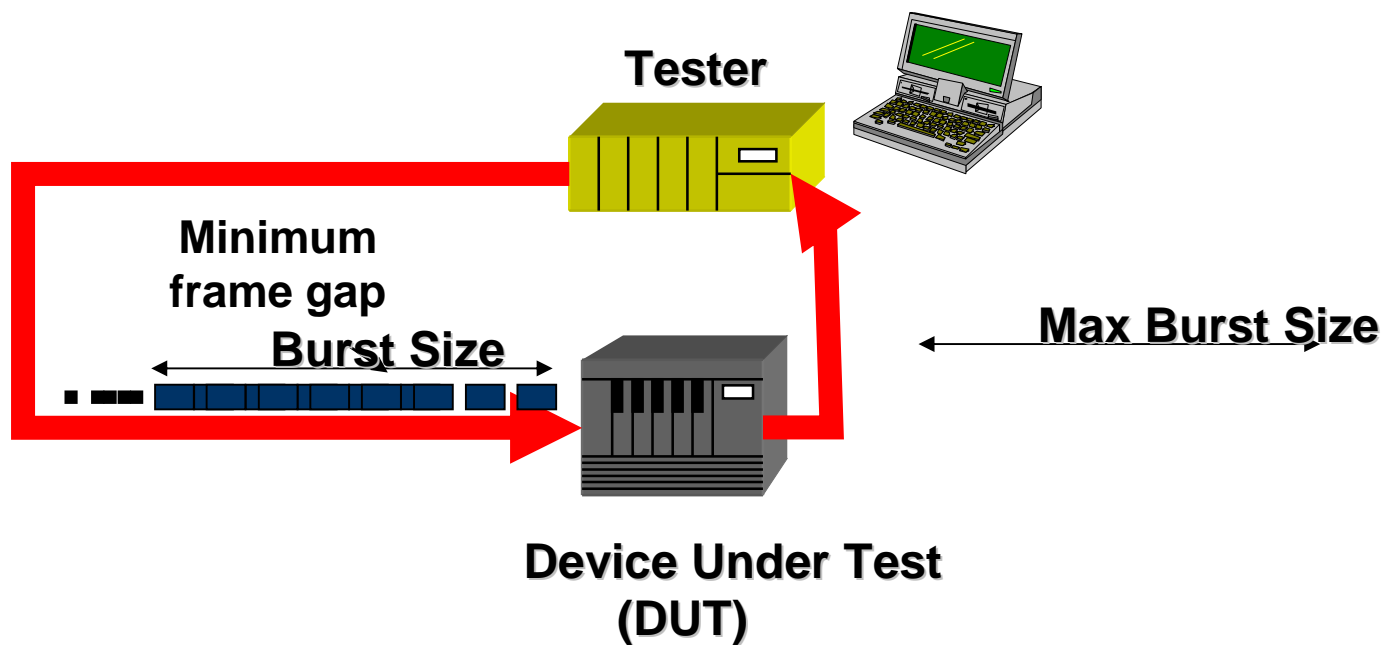 Tester
Minimum
frame gap
Burst Size
Max Burst Size
Device Under Test
(DUT)